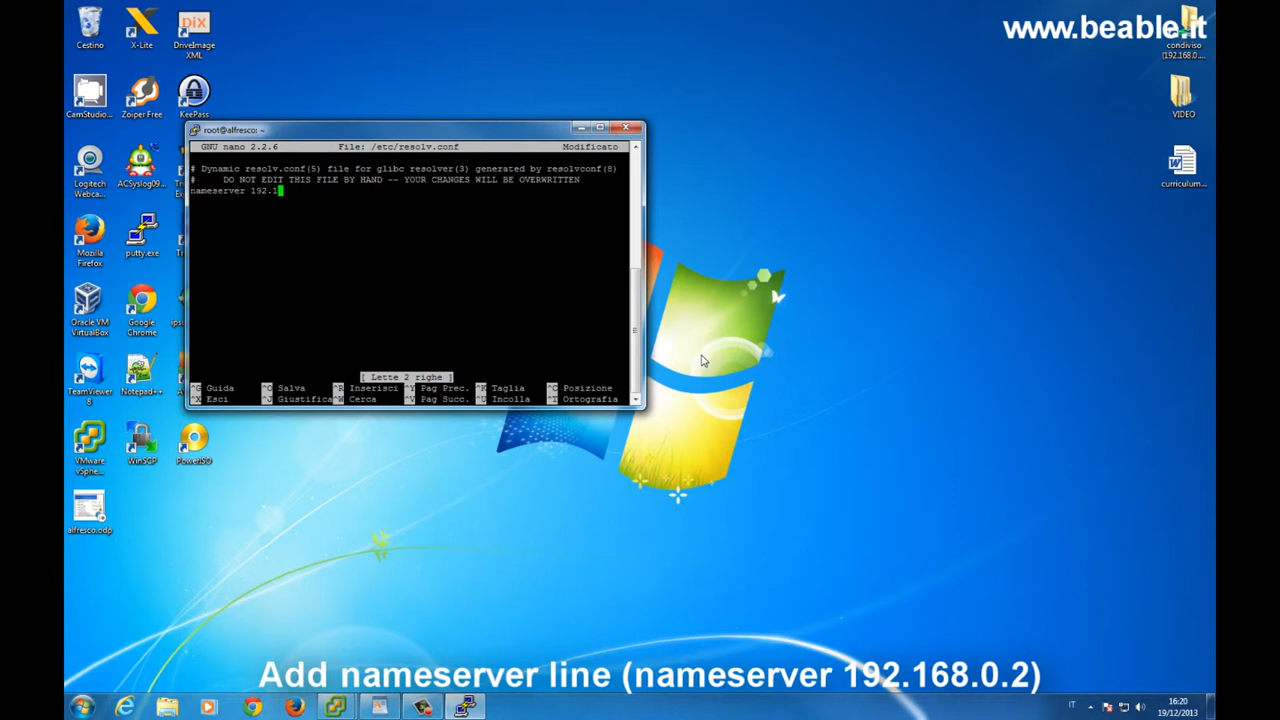 www.beable.it
Cestino
X-Lite
DriveImage
XML
condiviso
(192.168.0....
CamStudio...
Zoiper Free
KeePass
VIDEO
root@alfresco: ~
GNU nano 2.2.6 File: /etc/resolv.conf Modificato
# Dynamic resolv.conf(5) file for glibc resolver(3) generated by resolvconf(8)
# DO NOT EDIT THIS FILE BY HAND -- YOUR CHANGES WILL BE OVERWRITTEN
nameserver 192.1
Logitech
Webca...
ACSyslog09...
curriculum...
Mozilla
Firefox
putty.exe
Oracle VM
VirtualBox
Google
Chrome
TeamViewer
8
Notepad++
[ Lette 2 righe ]
^G Guida ^O Salva ^R Inserisci ^Y Pag Prec. ^K Taglia ^C Posizione
^X Esci ^J Giustifica ^W Cerca ^V Pag Succ. ^U Incolla ^T Ortografia
VMware
vSphe...
WinSCP
PowerISO
alfresco.odp
Add nameserver line (nameserver 192.168.0.2)
IT
16:20
19/12/2013